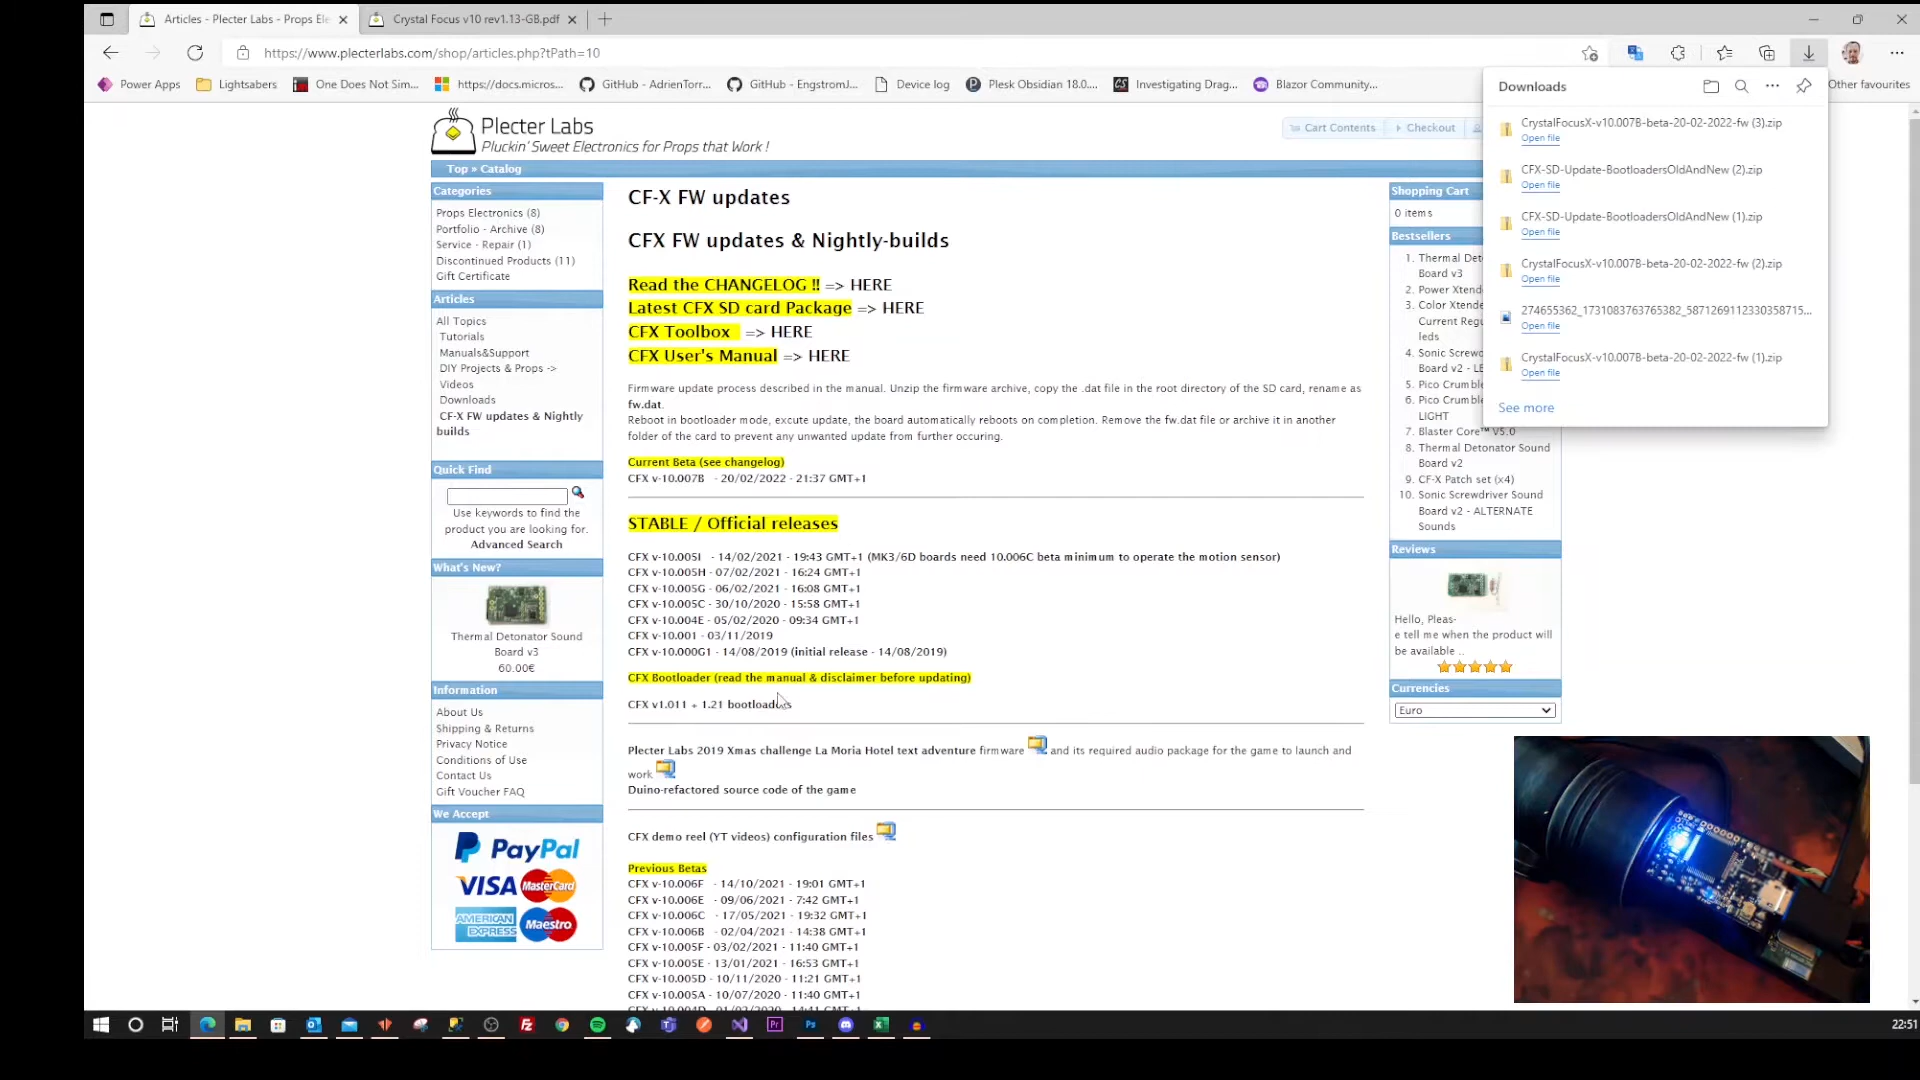 Articles - Plecter Labs - Props Ele
Crystal Focus v10 rev1.13-GB.pdf
https://www.plecterlabs.com/shop/articles.php?tPath=10
Power Apps
Lightsabers
One Does Not Sim...
https://docs.micros...
GitHub - AdrienTorr...
GitHub - EngstromJ...
Device log
Plesk Obsidian 18.0....
Investigating Drag...
Blazor Community...
Other favourites
Downloads
CrystalFocusX-v10.007B-beta-20-02-2022-fw (3).zip
Open file
CFX-SD-Update-BootloadersOldAndNew (2).zip
Open file
CFX-SD-Update-BootloadersOldAndNew (1).zip
Open file
CrystalFocusX-v10.007B-beta-20-02-2022-fw (2).zip
Open file
274655362_1731083763765382_5871269112330358715...
Open file
CrystalFocusX-v10.007B-beta-20-02-2022-fw (1).zip
Open file
See more
Plecter Labs
Pluckin' Sweet Electronics for Props that Work !
Cart Contents
Checkout
Top » Catalog
Categories
Props Electronics (8)
Portfolio - Archive (8)
Service - Repair (1)
Discontinued Products (11)
Gift Certificate
Articles
All Topics
Tutorials
Manuals&Support
DIY Projects & Props ->
Videos
Downloads
CF-X FW updates & Nightly
builds
Quick Find
Use keywords to find the
product you are looking for.
Advanced Search
What's New?
Thermal Detonator Sound
Board v3
60.00€
Information
About Us
Shipping & Returns
Privacy Notice
Conditions of Use
Contact Us
Gift Voucher FAQ
We Accept
PayPal
VISA
MasterCard
AMERICAN
EXPRESS
Maestro
CF-X FW updates
CFX FW updates & Nightly-builds
Read the CHANGELOG !! => HERE
Latest CFX SD card Package => HERE
CFX Toolbox => HERE
CFX User's Manual => HERE
Firmware update process described in the manual. Unzip the firmware archive, copy the .dat file in the root directory of the SD card, rename as
fw.dat.
Reboot in bootloader mode, excute update, the board automatically reboots on completion. Remove the fw.dat file or archive it in another
folder of the card to prevent any unwanted update from further occuring.
Current Beta (see changelog)
CFX v-10.007B - 20/02/2022 - 21:37 GMT+1
STABLE / Official releases
CFX v-10.005I - 14/02/2021 - 19:43 GMT+1 (MK3/6D boards need 10.006C beta minimum to operate the motion sensor)
CFX v-10.005H - 07/02/2021 - 16:24 GMT+1
CFX v-10.005G - 06/02/2021 - 16:08 GMT+1
CFX v-10.005C - 30/10/2020 - 15:58 GMT+1
CFX v-10.004E - 05/02/2020 - 09:34 GMT+1
CFX v-10.001 - 03/11/2019
CFX v-10.000G1 - 14/08/2019 (initial release - 14/08/2019)
CFX Bootloader (read the manual & disclaimer before updating)
CFX v1.011 + 1.21 bootloaders
Plecter Labs 2019 Xmas challenge La Moria Hotel text adventure firmware and its required audio package for the game to launch and
work
Duino-refactored source code of the game
CFX demo reel (YT videos) configuration files
Previous Betas
CFX v-10.006F - 14/10/2021 - 19:01 GMT+1
CFX v-10.006E - 09/06/2021 - 7:42 GMT+1
CFX v-10.006C - 17/05/2021 - 19:32 GMT+1
CFX v-10.006B - 02/04/2021 - 14:38 GMT+1
CFX v-10.005F - 03/02/2021 - 11:40 GMT+1
CFX v-10.005E - 13/01/2021 - 16:53 GMT+1
CFX v-10.005D - 10/11/2020 - 11:21 GMT+1
CFX v-10.005A - 10/07/2020 - 11:40 GMT+1
Shopping Cart
0 items
Bestsellers
1. Thermal Det
Board v3
2. Power Xtend
3. Color Xtende
Current Regu
leds
4. Sonic Screwd
Board v2 - LE
5. Pico Crumble
6. Pico Crumble
LIGHT
7. Blaster Core™ V5.0
8. Thermal Detonator Sound
Board v2
9. CF-X Patch set (x4)
10. Sonic Screwdriver Sound
Board v2 - ALTERNATE
Sounds
Reviews
Hello, Pleas-
e tell me when the product will
be available ..
Currencies
Euro
22:51